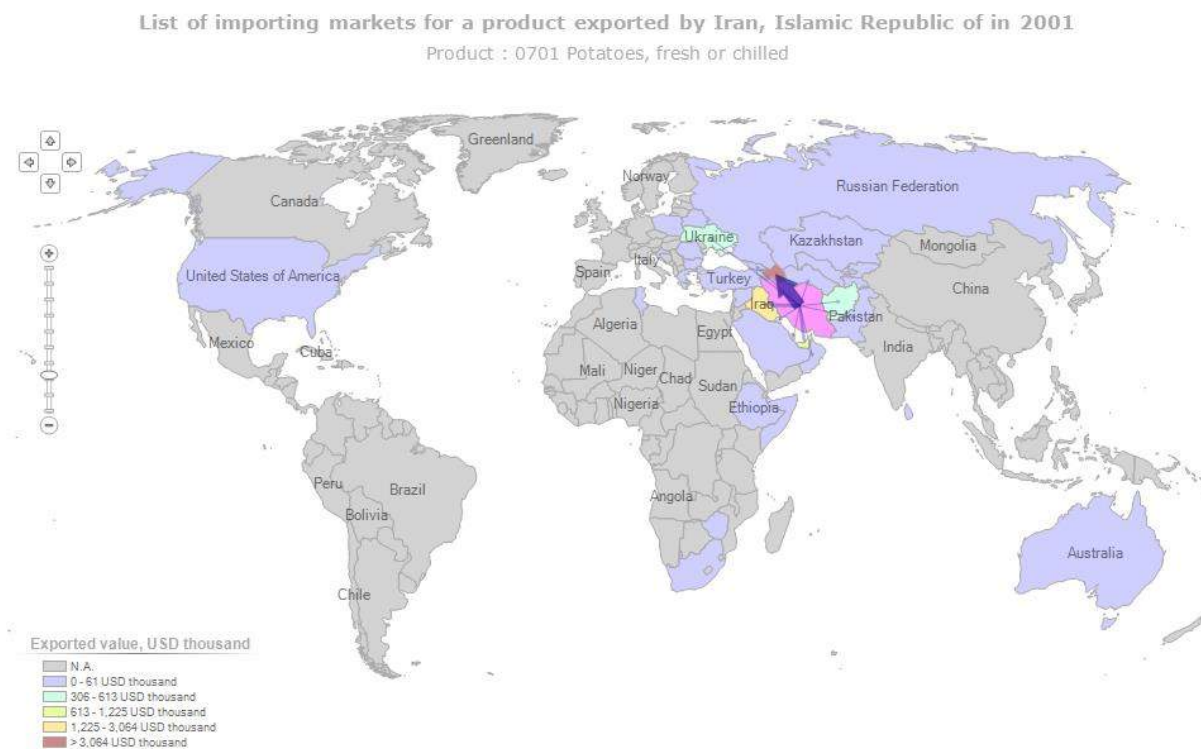 List of importing markets for a product exported by Iran, Islamic Republic of in 2001
Product : 0701 Potatoes, fresh or chilled
Greenland
Norway
Russian Federation
Canada
Ukraine
Kazakhstan
Mongolia
Italy
United States of America
Spain
Turkey
China
Iraq
Pakistan
Algeria
Egypt
Mexico
Cuba
India
Mali
Niger
Chad
Sudan
Nigeria
Ethiopia
Peru
Brazil
Angola
Bolivia
Australia
Chile
Exported value, USD thousand
N.A.
0 - 61 USD thousand
306 - 613 USD thousand
613 - 1,225 USD thousand
1,225 - 3,064 USD thousand
> 3,064 USD thousand